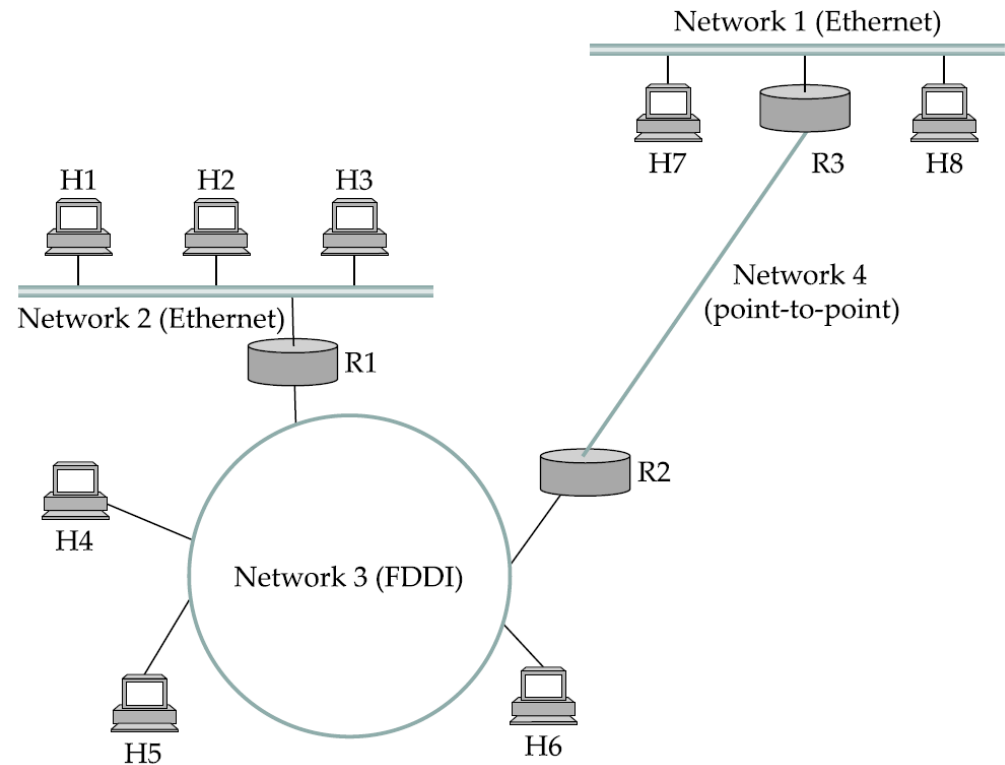 Network 1 (Ethernet)
H7
R3
H8
H1
H2
H3
Network 4
(point-to-point)
Network 2 (Ethernet)
R1
R2
H4
Network 3 (FDDI)
H5
H6